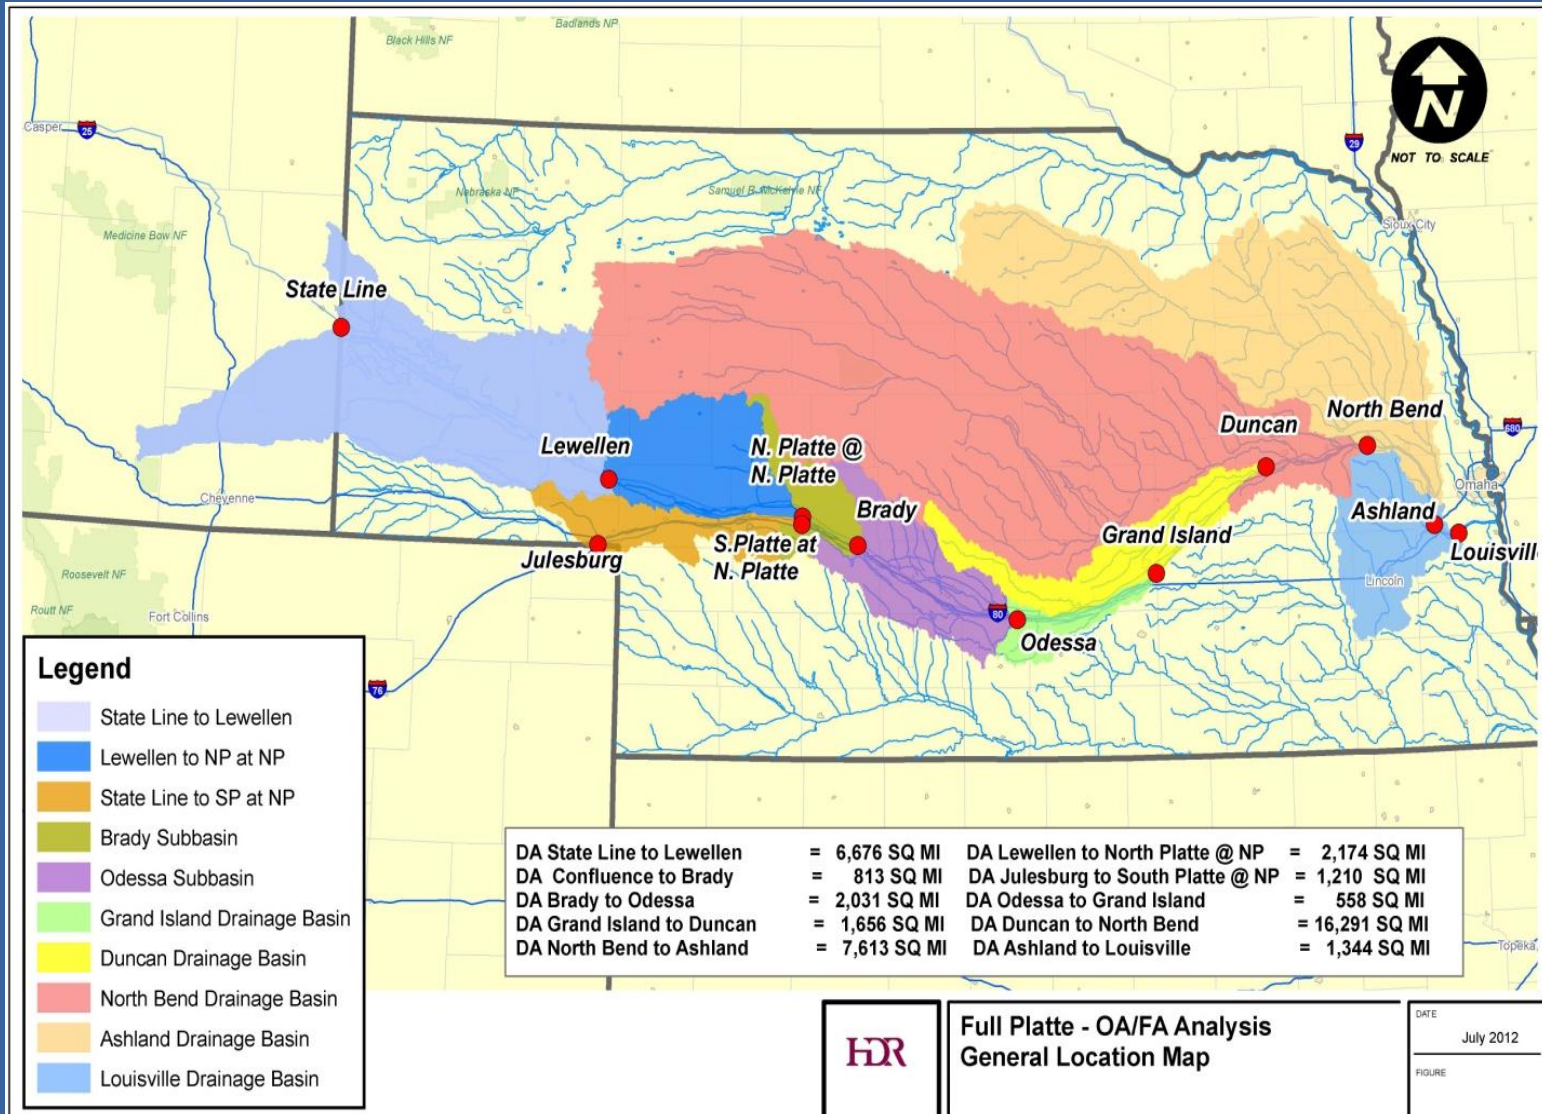 Badlands NP
Black Hills NF
Casper
25
29
N
NOT TO SCALE
Nebraska NF
Samuel R. McKelvie NF
Medicine Bow NF
Sioux City
State Line
Lewellen
N. Platte @
N. Platte
Duncan
North Bend
680
Cheyenne
Omaha
Brady
Ashland
Grand Island
Julesburg
S.Platte at
N. Platte
Louisvill
Roosevelt NF
Lincoln
Routt NF
Fort Collins
80
Odessa
76
Legend
State Line to Lewellen
Lewellen to NP at NP
State Line to SP at NP
Brady Subbasin
Odessa Subbasin
Grand Island Drainage Basin
Duncan Drainage Basin
North Bend Drainage Basin
Ashland Drainage Basin
Louisville Drainage Basin
DA State Line to Lewellen = 6,676 SQ MI DA Lewellen to North Platte @ NP = 2,174 SQ MI
DA Confluence to Brady = 813 SQ MI DA Julesburg to South Platte @ NP = 1,210 SQ MI
DA Brady to Odessa = 2,031 SQ MI DA Odessa to Grand Island = 558 SQ MI
DA Grand Island to Duncan = 1,656 SQ MI DA Duncan to North Bend = 16,291 SQ MI
DA North Bend to Ashland = 7,613 SQ MI DA Ashland to Louisville = 1,344 SQ MI
Topeka
HDR
Full Platte - OA/FA Analysis
General Location Map
DATE
July 2012
FIGURE